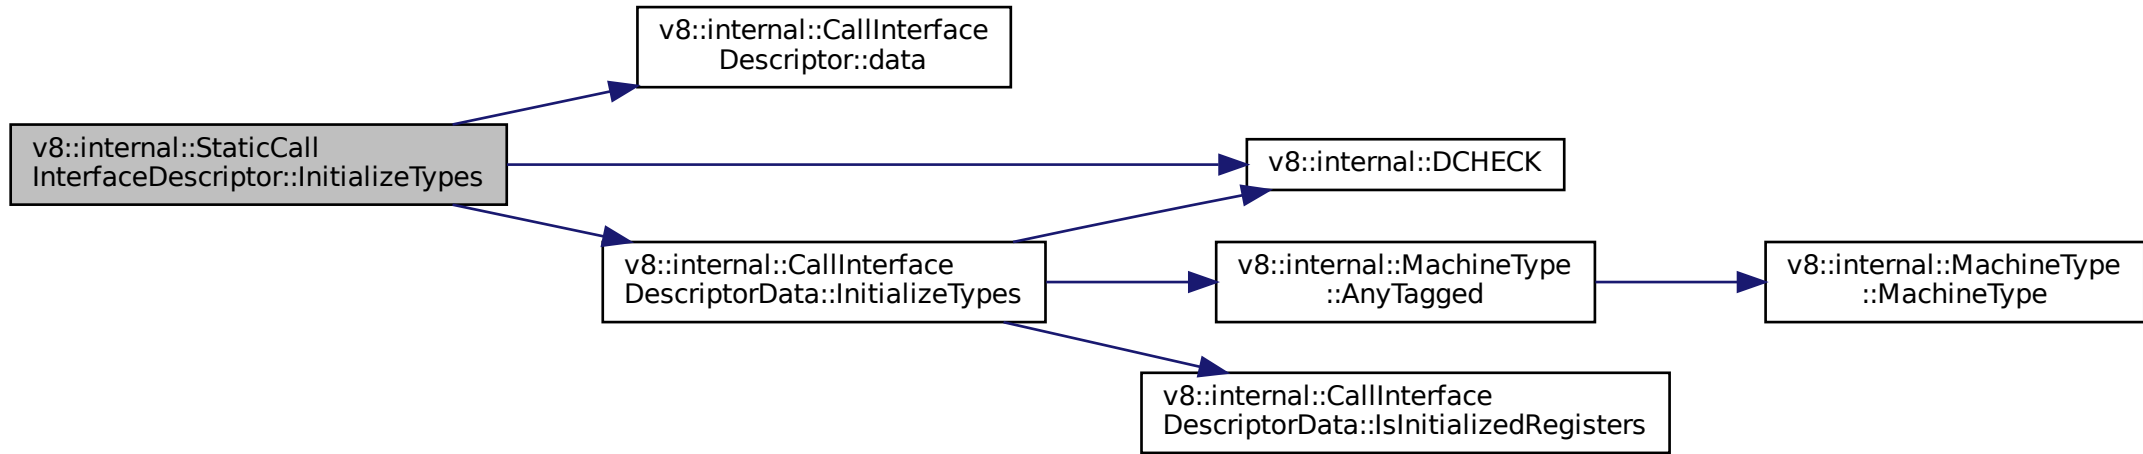 v8::internal::CallInterface
Descriptor::data
v8::internal::StaticCall
InterfaceDescriptor::InitializeTypes
v8::internal::DCHECK
v8::internal::CallInterface
DescriptorData::InitializeTypes
v8::internal::MachineType
::AnyTagged
v8::internal::MachineType
::MachineType
v8::internal::CallInterface
DescriptorData::IsInitializedRegisters